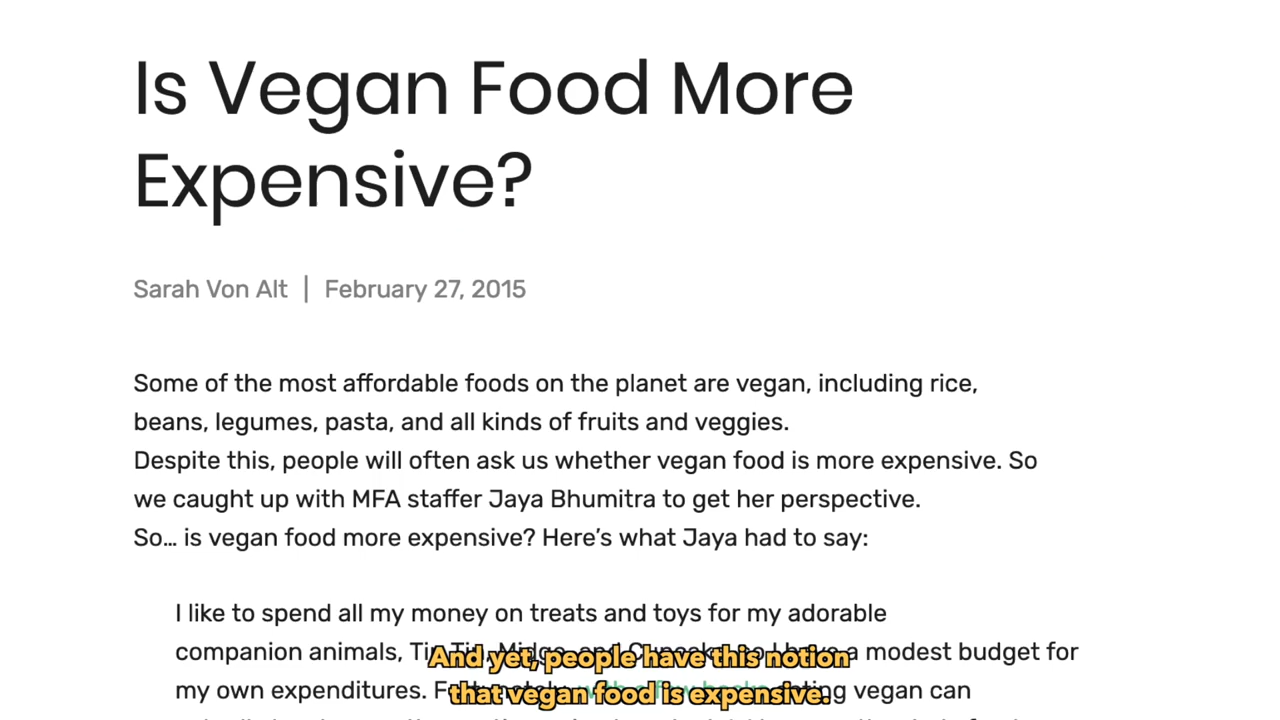 Is Vegan Food More
Expensive?
Sarah Von Alt | February 27, 2015
Some of the most affordable foods on the planet are vegan, including rice,
beans, legumes, pasta, and all kinds of fruits and veggies.
Despite this, people will often ask us whether vegan food is more expensive. So
we caught up with MFA staffer Jaya Bhumitra to get her perspective.
So… is vegan food more expensive? Here’s what Jaya had to say:
I like to spend all my money on treats and toys for my adorable
companion animals, a modest budget for
my own expenditures. vegan can
And yet, people have this notion
that vegan food is expensive.